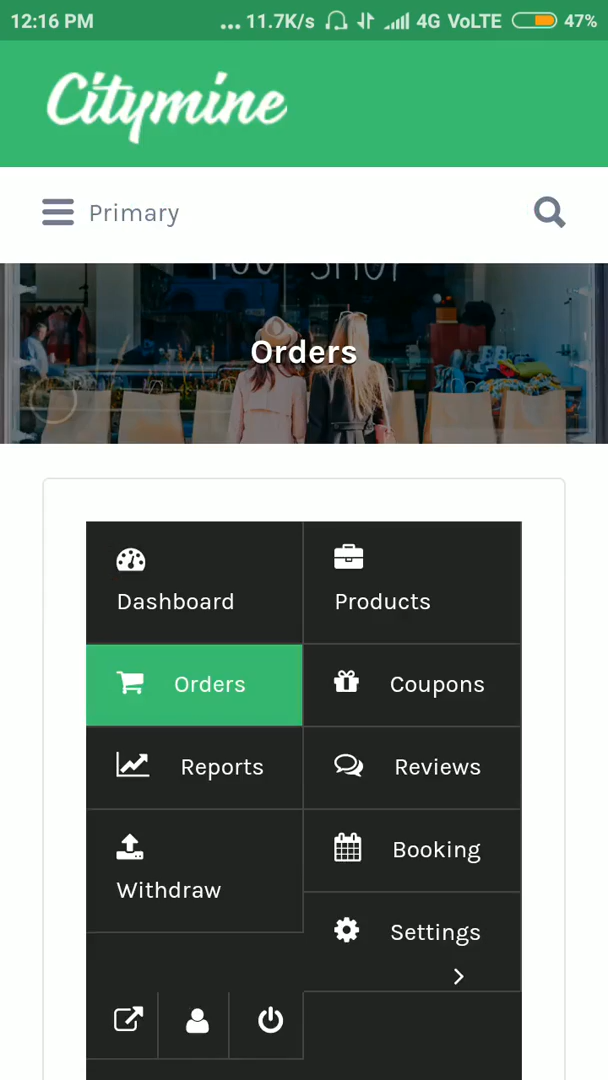 12:16 PM ... 11.7K/s 4G VoLTE 47%
Citymine
Primary
Orders
Dashboard
Products
Orders
Coupons
Reports
Reviews
Withdraw
Booking
Settings